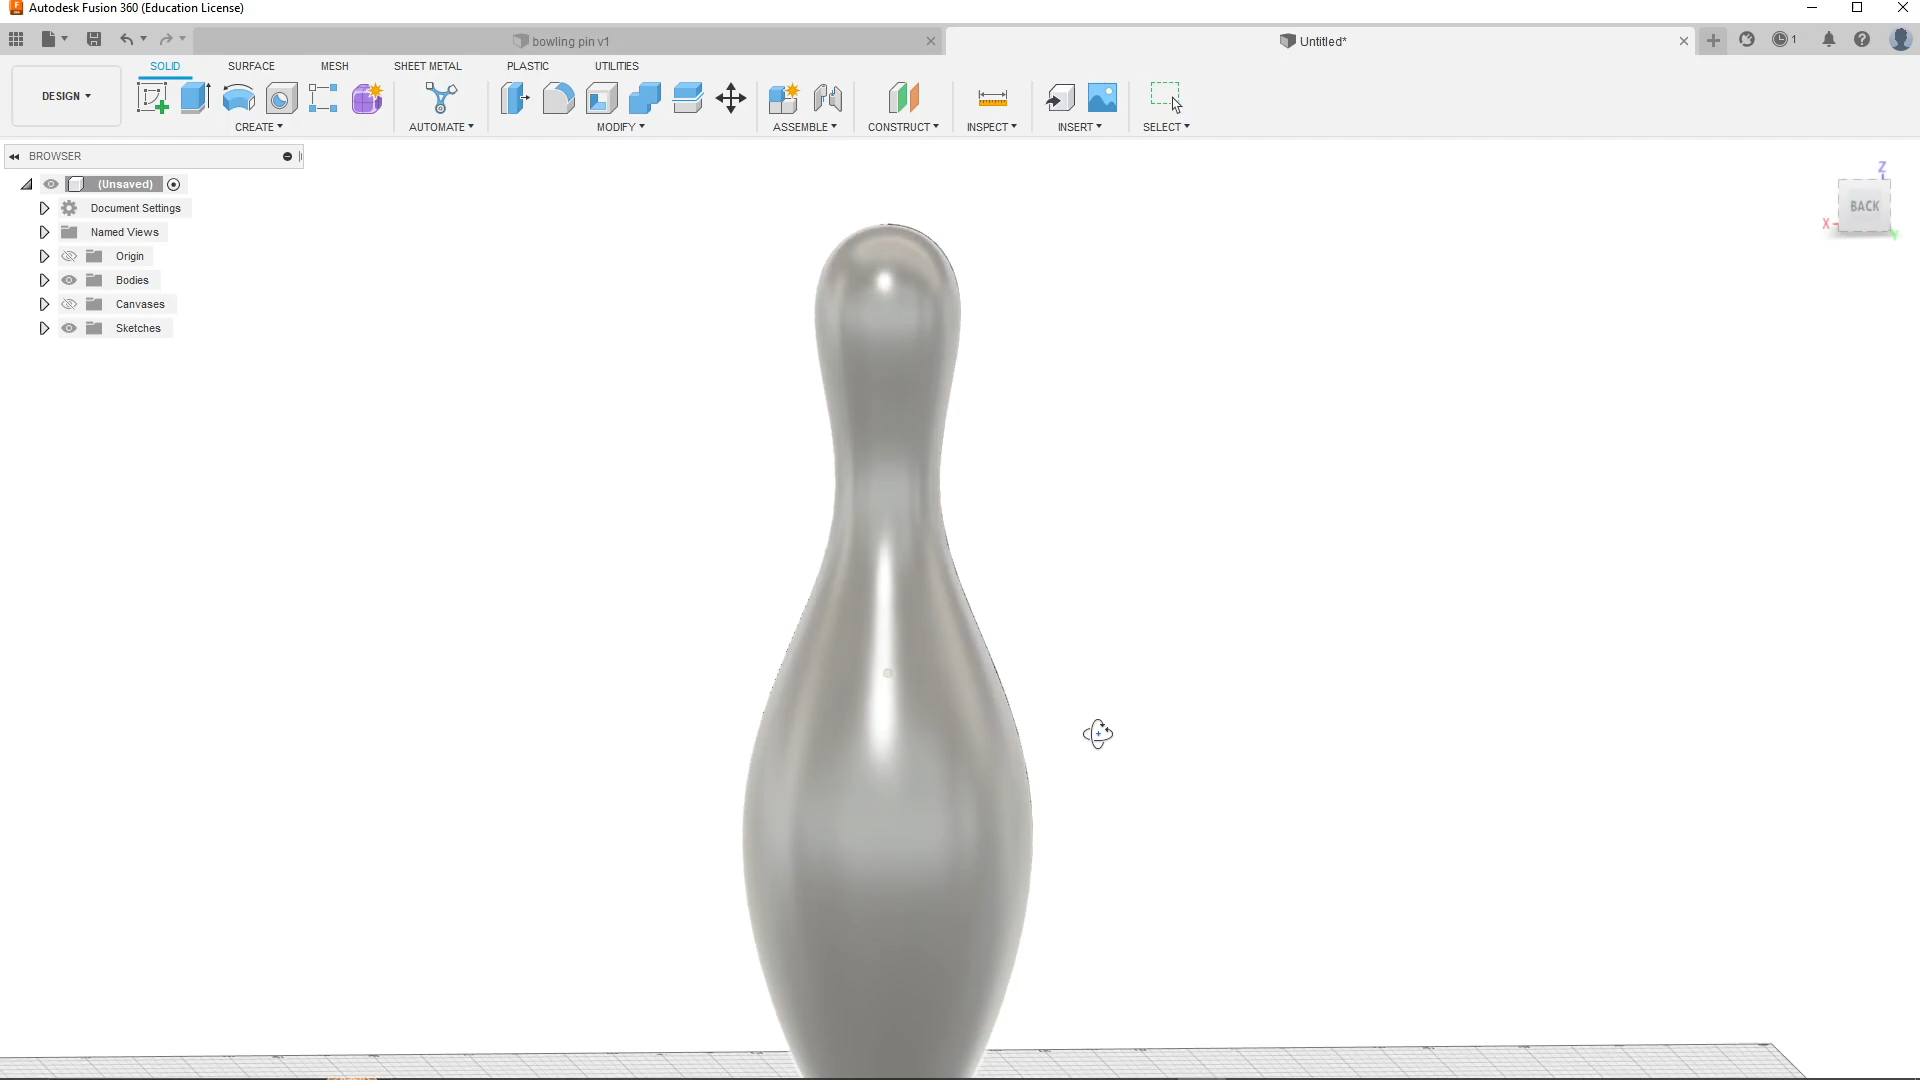 Autodesk Fusion 360 (Education License)
bowling pin v1
Untitled*
1
DESIGN
SOLID SURFACE MESH SHEET METAL PLASTIC UTILITIES
CREATE AUTOMATE MODIFY ASSEMBLE CONSTRUCT INSPECT INSERT SELECT
BROWSER
(Unsaved)
Document Settings
Named Views
Origin
Bodies
Canvases
Sketches
Z
BACK
X
Y